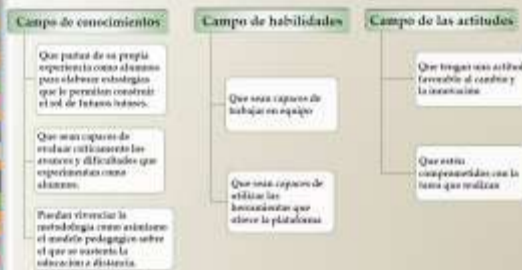 Campo de conocimientos
Que partan de su propia
experiencia como alumnos
para elaborar estrategias
que le permitan construir
el rol de futuros tutores.
Que sean capaces de
evaluar críticamente los
avances y dificultades que
experimentan como
alumnos.
Puedan vivenciar la
metodología como asimismo
el modelo pedagógico sobre
el que se sustenta la
educación a distancia.
Campo de habilidades
Que sean capaces de
trabajar en equipo
Que sean capaces de
utilizar las
herramientas que
ofrece la plataforma
Campo de las actitudes
Que tengan una actitud
favorable al cambio y
la innovación
Que estén
comprometidos con la
tarea que realizan